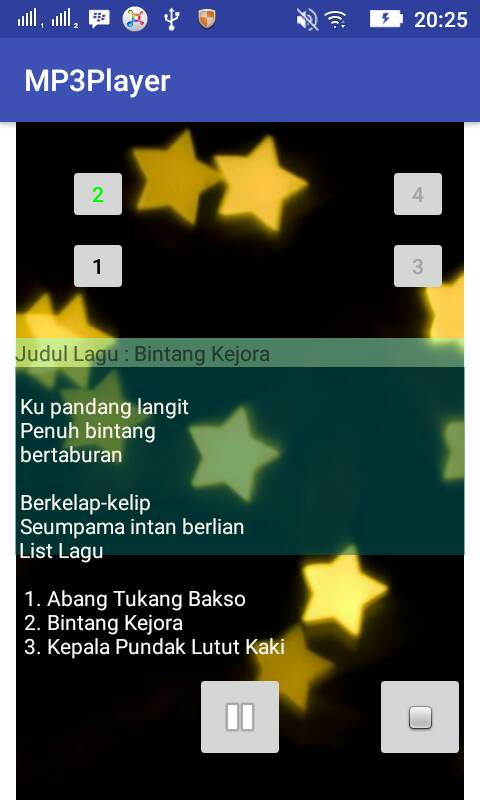 20:25
MP3Player
2
4
1
3
Judul Lagu : Bintang Kejora
Ku pandang langit
Penuh bintang
bertaburan
Berkelap-kelip
Seumpama intan berlian
List Lagu
1. Abang Tukang Bakso
2. Bintang Kejora
3. Kepala Pundak Lutut Kaki